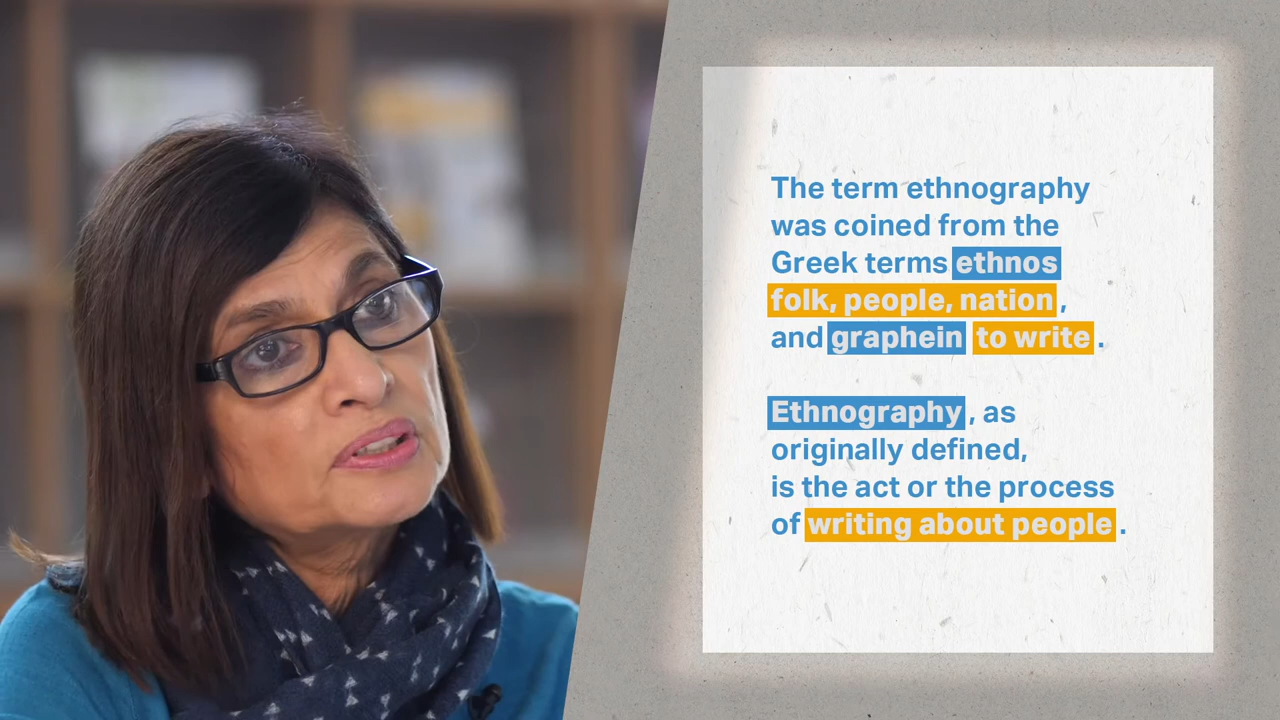 The term ethnography
was coined from the
Greek terms ethnos
folk, people, nation,
and graphein to write.
Ethnography, as
originally defined,
is the act or the process
of writing about people.